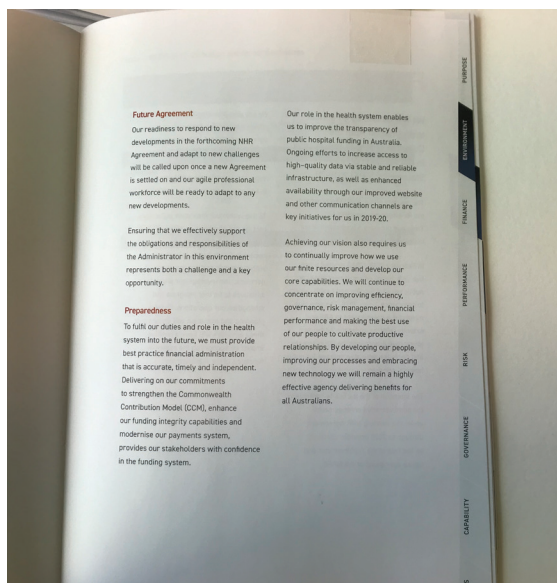 Future Agreement
Our readiness to respond to new
developments in the forthcoming NHR
Agreement and adapt to new challenges
will be called upon once a new Agreement
is settled on and our agile professional
workforce will be ready to adapt to any
new developments.
Ensuring that we effectively support
the obligations and responsibilities of
the Administrator in this environment
represents both a challenge and a key
opportunity.
Preparedness
To fulfil our duties and role in the health
system into the future, we must provide
best practice financial administration
that is accurate, timely and independent.
Delivering on our commitments
to strengthen the Commonwealth
Contribution Model (CCM), enhance
our funding integrity capabilities and
modernise our payments system,
provides our stakeholders with confidence
in the funding system.
Our role in the health system enables
us to improve the transparency of
public hospital funding in Australia.
Ongoing efforts to increase access to
high-quality data via stable and reliable
infrastructure, as well as enhanced
availability through our improved website
and other communication channels are
key initiatives for us in 2019-20.
Achieving our vision also requires us
to continually improve how we use
our finite resources and develop our
core capabilities. We will continue to
concentrate on improving efficiency,
governance, risk management, financial
performance and making the best use
of our people to cultivate productive
relationships. By developing our people,
improving our processes and embracing
new technology we will remain a highly
effective agency delivering benefits for
all Australians.
PURPOSE
ENVIRONMENT
FINANCE
PERFORMANCE
RISK
GOVERNANCE
CAPABILITY